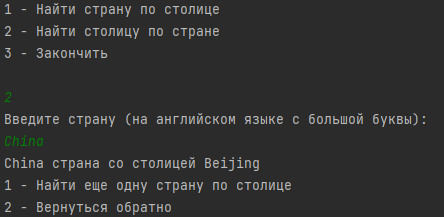 1 - Найти страну по столице
2 - Найти столицу по стране
3 - Закончить
2
Введите страну (на английском языке с большой буквы):
China
China страна со столицей Beijing
1 - Найти еще одну страну по столице
2 - Вернуться обратно